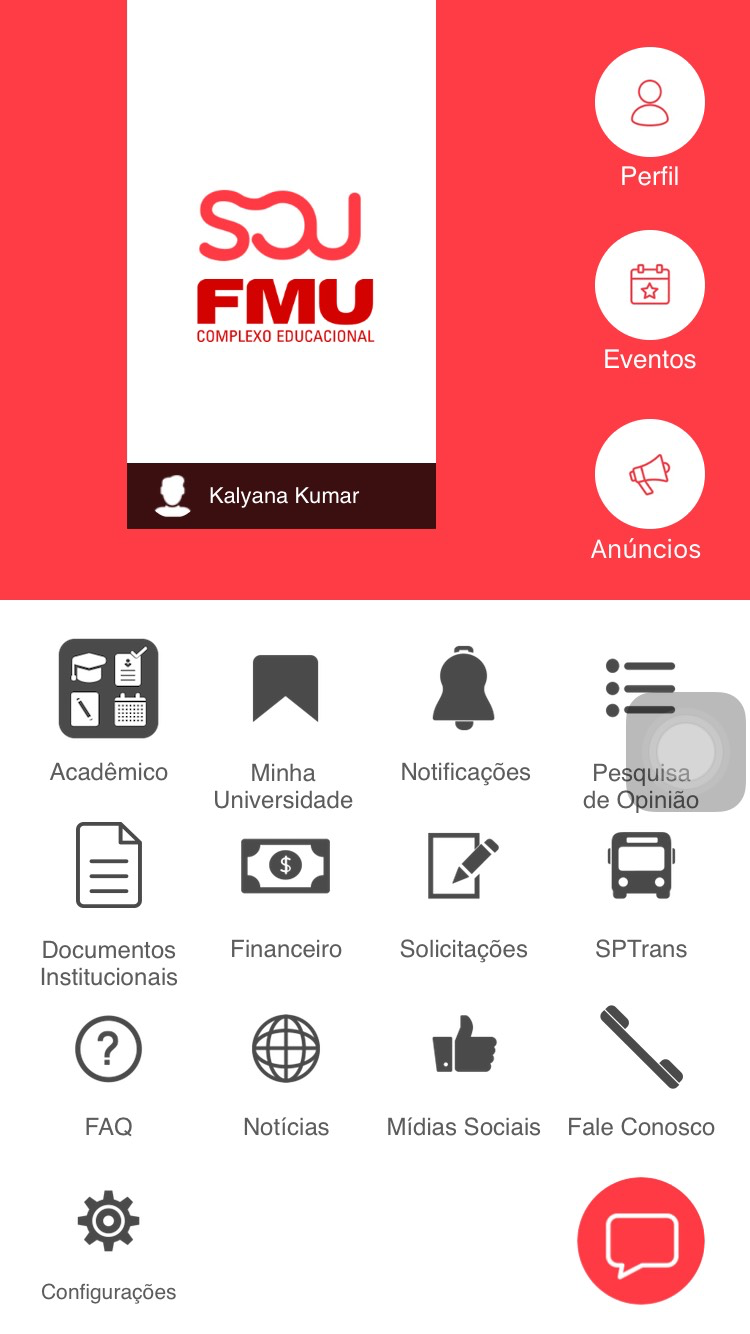 SOU
FMU
COMPLEXO EDUCACIONAL
Kalyana Kumar
Perfil
Eventos
Anúncios
Acadêmico
Minha
Universidade
Notificações
Pesquisa
de Opinião
Documentos
Institucionais
Financeiro
Solicitações
SPTrans
FAQ
Notícias
Mídias Sociais
Fale Conosco
Configurações